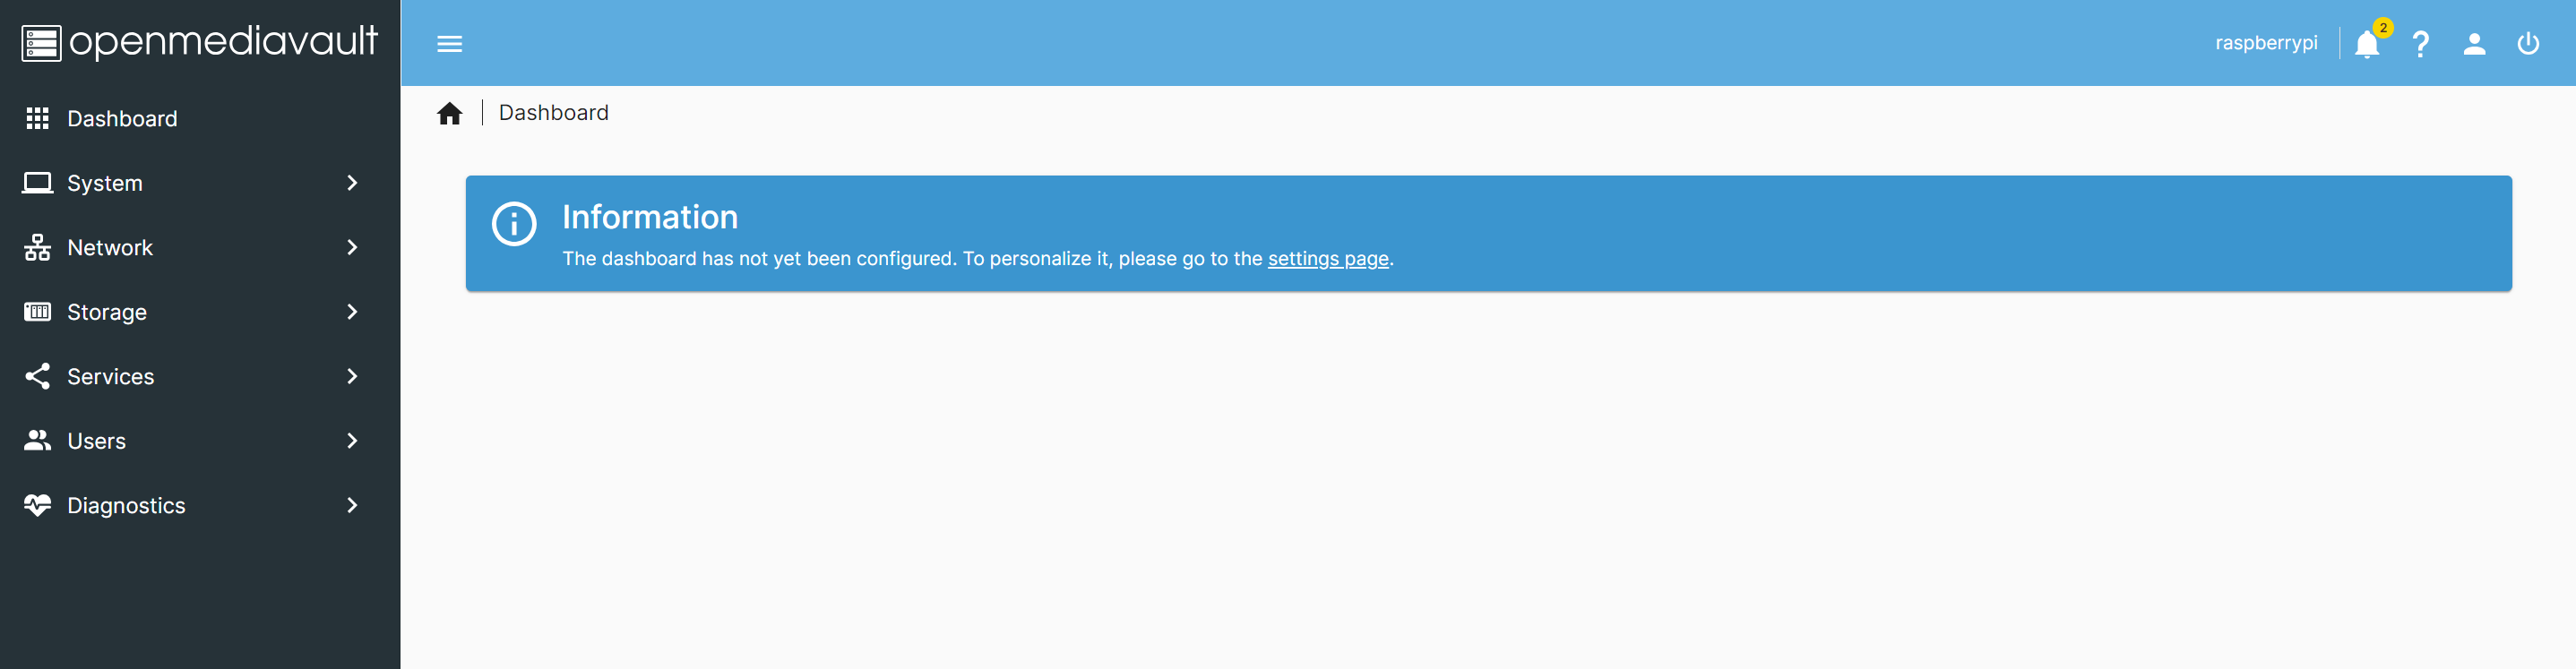 openmediavault
raspberrypi
2
Dashboard
System
Network
Storage
Services
Users
Diagnostics
Dashboard
Information
The dashboard has not yet been configured. To personalize it, please go to the settings page.